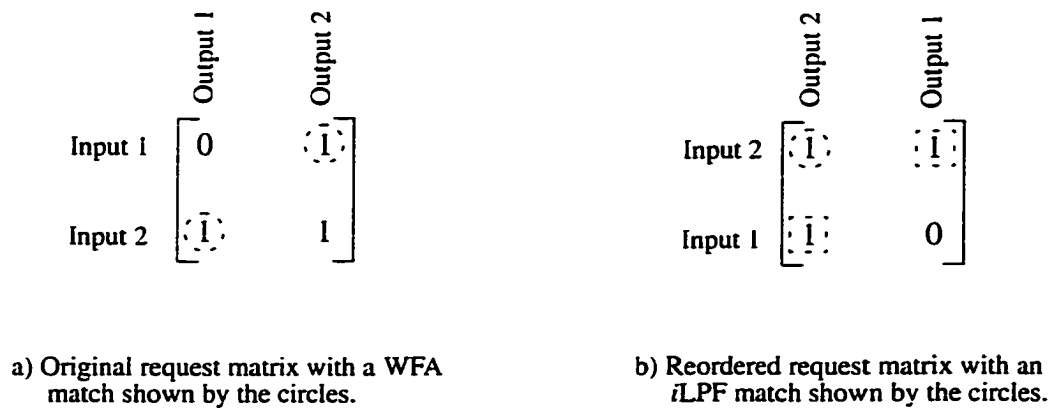 Output 1
Output 2
Input 1 0 1
Input 2 1 1
a) Original request matrix with a WFA
match shown by the circles.
Output 2
Output 1
Input 2 1 1
Input 1 1 0
b) Reordered request matrix with an
iLPF match shown by the circles.